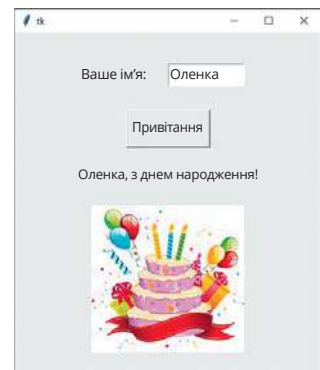 tk
Ваше ім’я: Оленка
Привітання
Оленка, з днем народження!